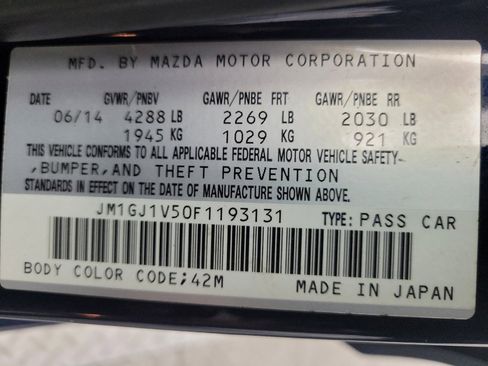 MFD. BY MAZDA MOTOR CORPORATION
DATE GVWR/PNBV GAWR/PNBE FRT GAWR/PNBE RR
06/14 4288 LB 2269 LB 2030 LB
1945 KG 1029 KG 921 KG
THIS VEHICLE CONFORMS TO ALL APPLICABLE FEDERAL MOTOR VEHICLE SAFETY-
,BUMPER,AND THEFT PREVENTION
STANDARDS IN EFFECT ON THE DATE OF MANUFACTURE SHOWN ABOVE.
JM1GJ1V50F1193131 TYPE: PASS CAR
BODY COLOR CODE;42M MADE IN JAPAN